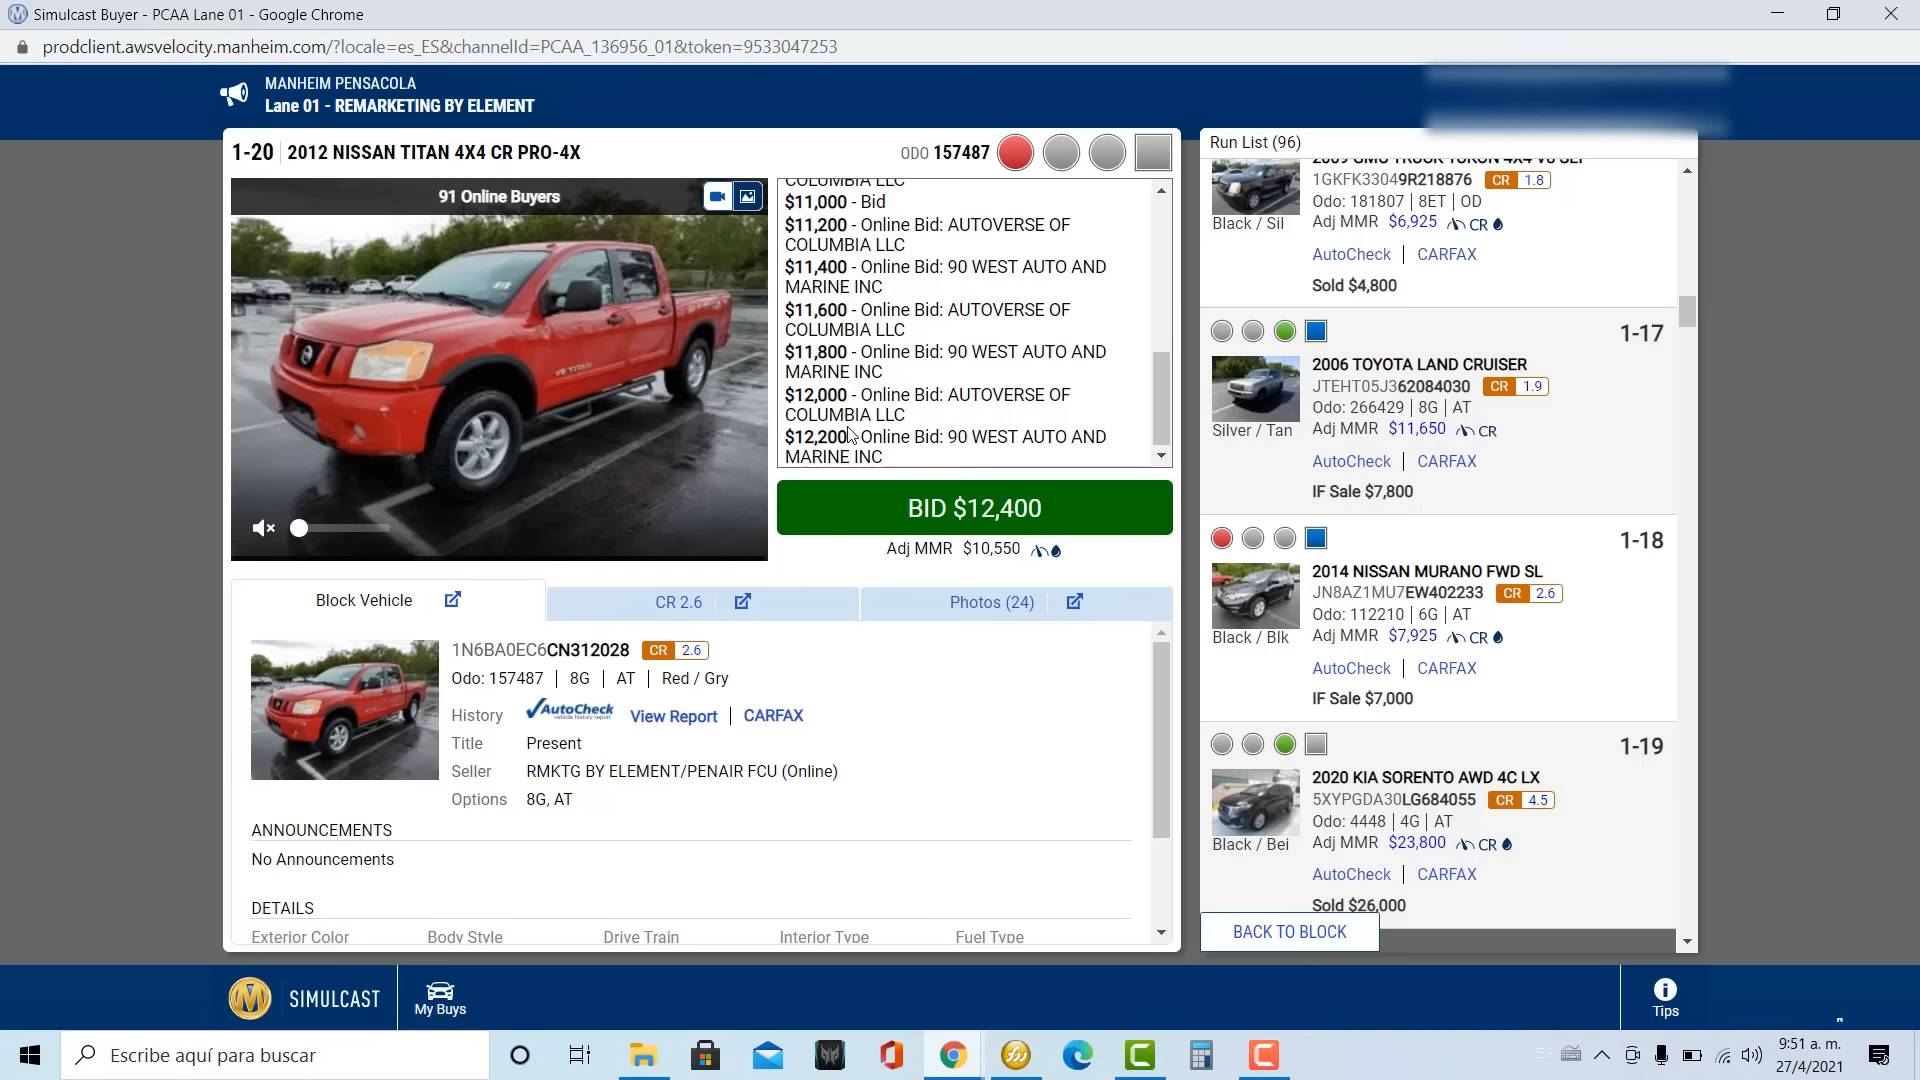 Simulcast Buyer - PCAA Lane 01 - Google Chrome
prodclient.awsvelocity.manheim.com/?locale=es_ES&channelId=PCAA_136956_01&token=9533047253
MANHEIM PENSACOLA
Lane 01 - REMARKETING BY ELEMENT
1-20 2012 NISSAN TITAN 4X4 CR PRO-4X ODO 157487
91 Online Buyers
COLUMBIA LLC
$11,000 - Bid
$11,200 - Online Bid: AUTOVERSE OF
COLUMBIA LLC
$11,400 - Online Bid: 90 WEST AUTO AND
MARINE INC
$11,600 - Online Bid: AUTOVERSE OF
COLUMBIA LLC
$11,800 - Online Bid: 90 WEST AUTO AND
MARINE INC
$12,000 - Online Bid: AUTOVERSE OF
COLUMBIA LLC
$12,200 - Online Bid: 90 WEST AUTO AND
MARINE INC
BID $12,400
Adj MMR $10,550
Block Vehicle CR 2.6 Photos (24)
1N6BA0EC6CN312028 CR 2.6
Odo: 157487 | 8G | AT | Red / Gry
History AutoCheck vehicle history report View Report | CARFAX
Title Present
Seller RMKTG BY ELEMENT/PENAIR FCU (Online)
Options 8G, AT
ANNOUNCEMENTS
No Announcements
DETAILS
Exterior Color Body Style Drive Train Interior Type Fuel Type
Run List (96)
2009 GMC TRUCK YUKON 4X4 V8 SLT
1GKFK33049R218876 CR 1.8
Odo: 181807 | 8ET | OD
Black / Sil
Adj MMR $6,925 CR
AutoCheck | CARFAX
Sold $4,800
1-17
2006 TOYOTA LAND CRUISER
JTEHT05J362084030 CR 1.9
Odo: 266429 | 8G | AT
Silver / Tan
Adj MMR $11,650 CR
AutoCheck | CARFAX
IF Sale $7,800
1-18
2014 NISSAN MURANO FWD SL
JN8AZ1MU7EW402233 CR 2.6
Odo: 112210 | 6G | AT
Black / Blk
Adj MMR $7,925 CR
AutoCheck | CARFAX
IF Sale $7,000
1-19
2020 KIA SORENTO AWD 4C LX
5XYPGDA30LG684055 CR 4.5
Odo: 4448 | 4G | AT
Black / Bei
Adj MMR $23,800 CR
AutoCheck | CARFAX
Sold $26,000
BACK TO BLOCK
SIMULCAST
My Buys
Tips
Escribe aquí para buscar
ES
9:51 a. m.
27/4/2021